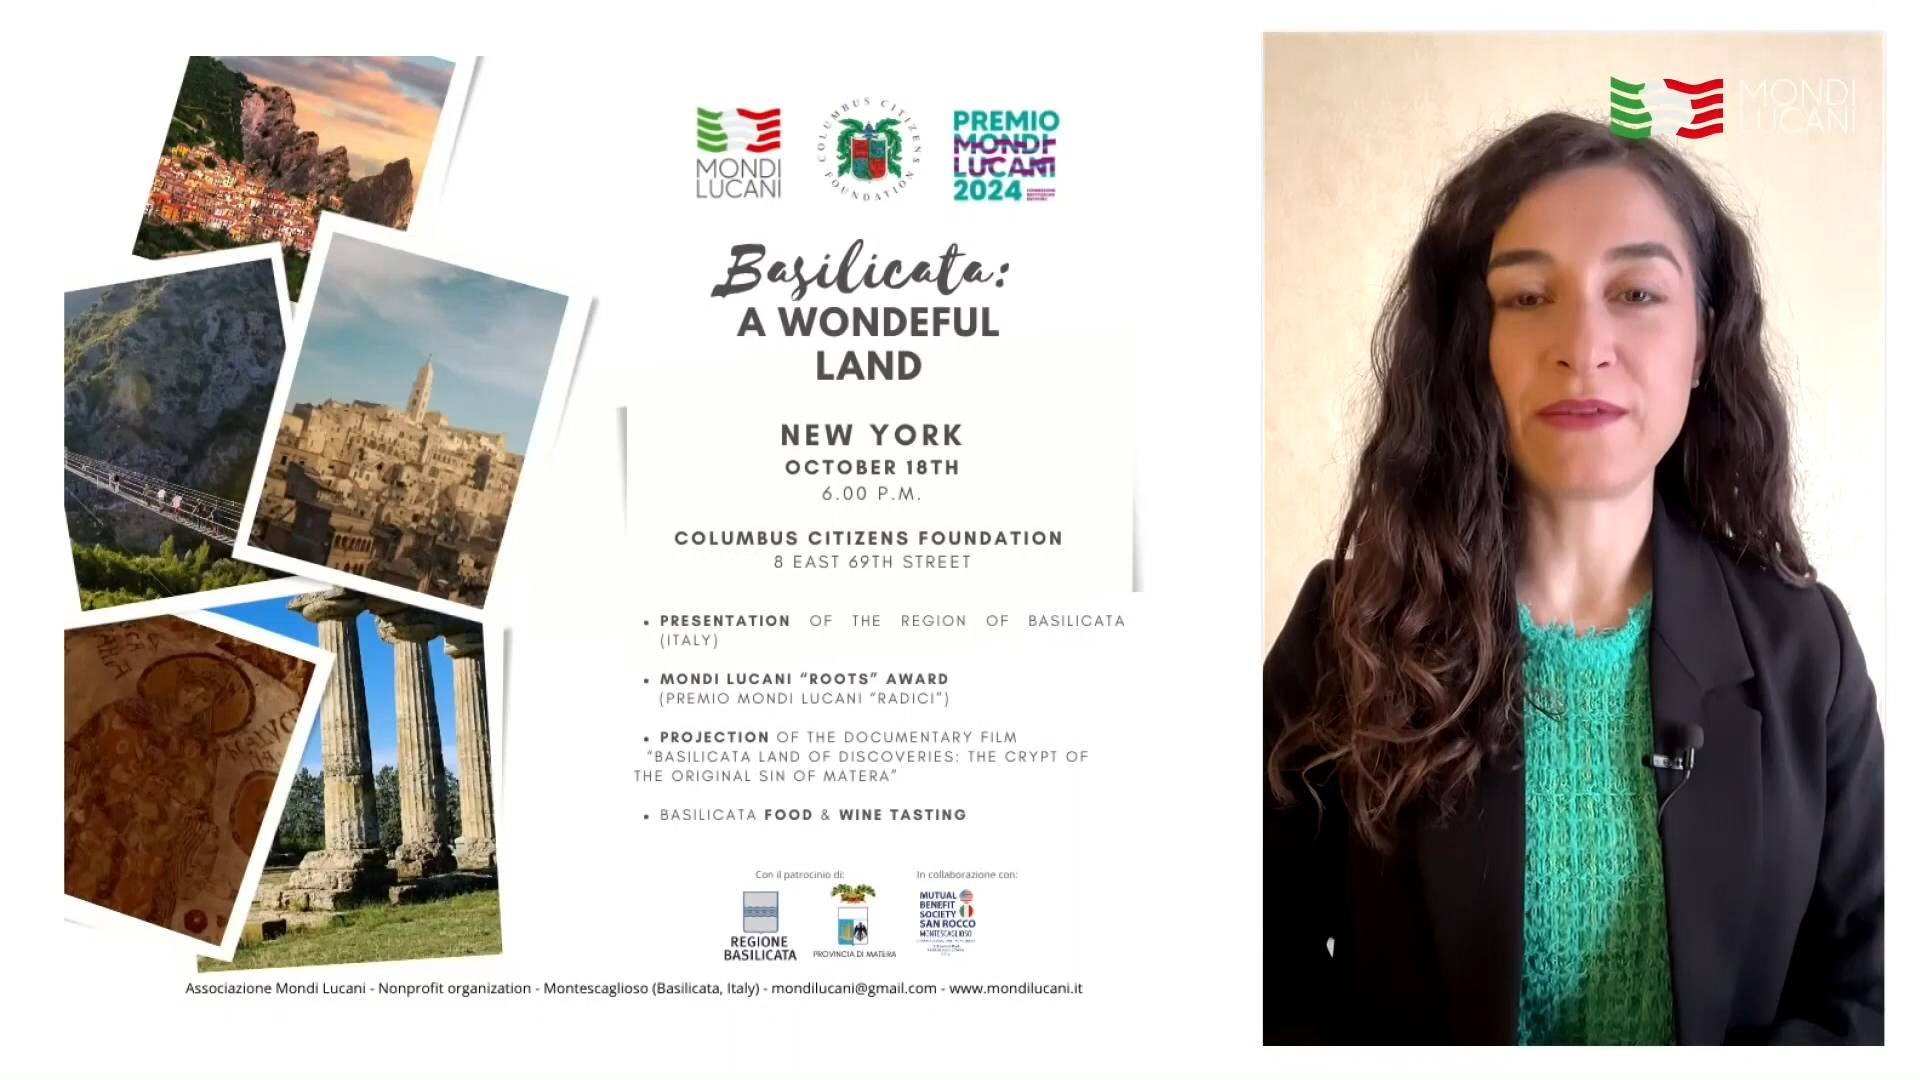 MONDI
LUCANI
COLUMBUS CITIZENS
FOUNDATION
PREMIO
MONDI
LUCANI
2024
Basilicata:
A WONDEFUL
LAND
NEW YORK
OCTOBER 18TH
6.00 P.M.
COLUMBUS CITIZENS FOUNDATION
8 EAST 69TH STREET
• PRESENTATION OF THE REGION OF BASILICATA
(ITALY)
• MONDI LUCANI “ROOTS” AWARD
(PREMIO MONDI LUCANI “RADICI”)
• PROJECTION OF THE DOCUMENTARY FILM
“BASILICATA LAND OF DISCOVERIES: THE CRYPT OF
THE ORIGINAL SIN OF MATERA”
• BASILICATA FOOD & WINE TASTING
Con il patrocinio di:
In collaborazione con:
REGIONE
BASILICATA
PROVINCIA DI MATERA
MUTUAL
BENEFIT
SOCIETY
SAN ROCCO
MONTESCAGLIOSO
Associazione Mondi Lucani - Nonprofit organization - Montescaglioso (Basilicata, Italy) - mondilucani@gmail.com - www.mondilucani.it
MONDI
LUCANI